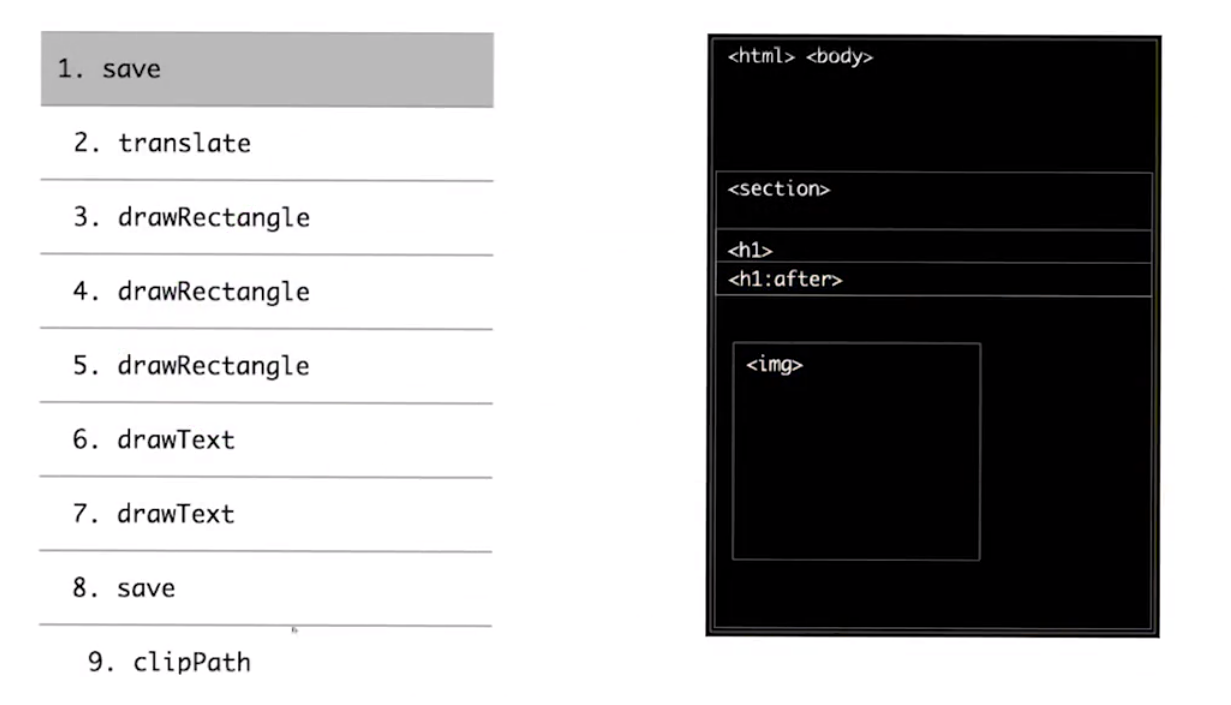 1. save
2. translate
3. drawRectangle
4. drawRectangle
5. drawRectangle
6. drawText
7. drawText
8. save
9. clipPath
<html> <body>
<section>
<h1>
<h1:after>
<img>